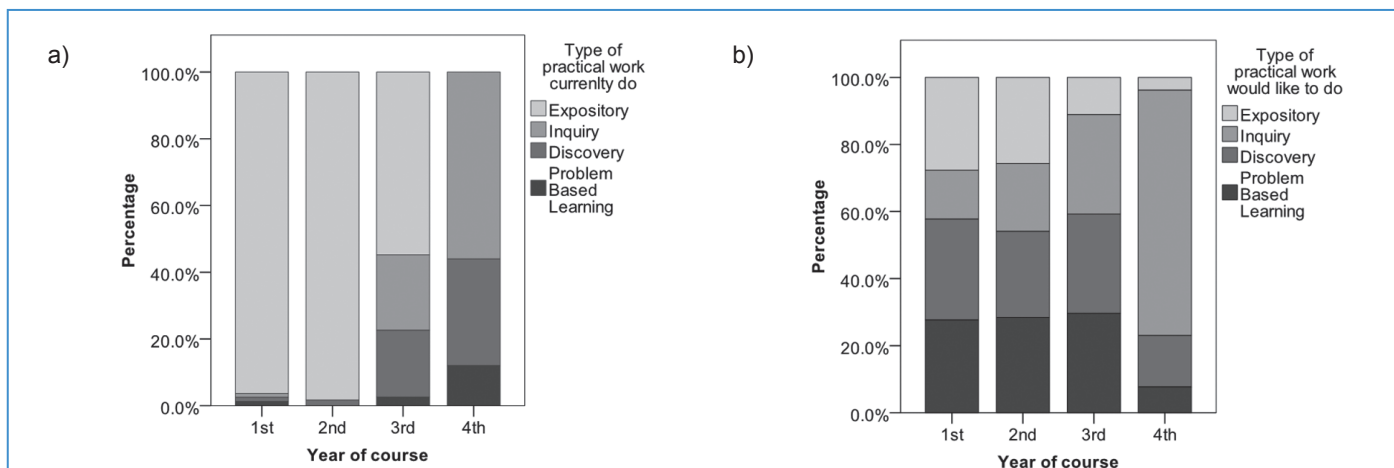 a)
Type of
practical work
currenlty do
Expository
Inquiry
Discovery
Problem
Based
Learning
100.0%
80.0%
60.0%
40.0%
20.0%
0.0%
Percentage
1st 2nd 3rd 4th
Year of course
b)
Type of
practical work
would like to do
Expository
Inquiry
Discovery
Problem
Based
Learning
100.0%
80.0%
60.0%
40.0%
20.0%
0.0%
Percentage
1st 2nd 3rd 4th
Year of course